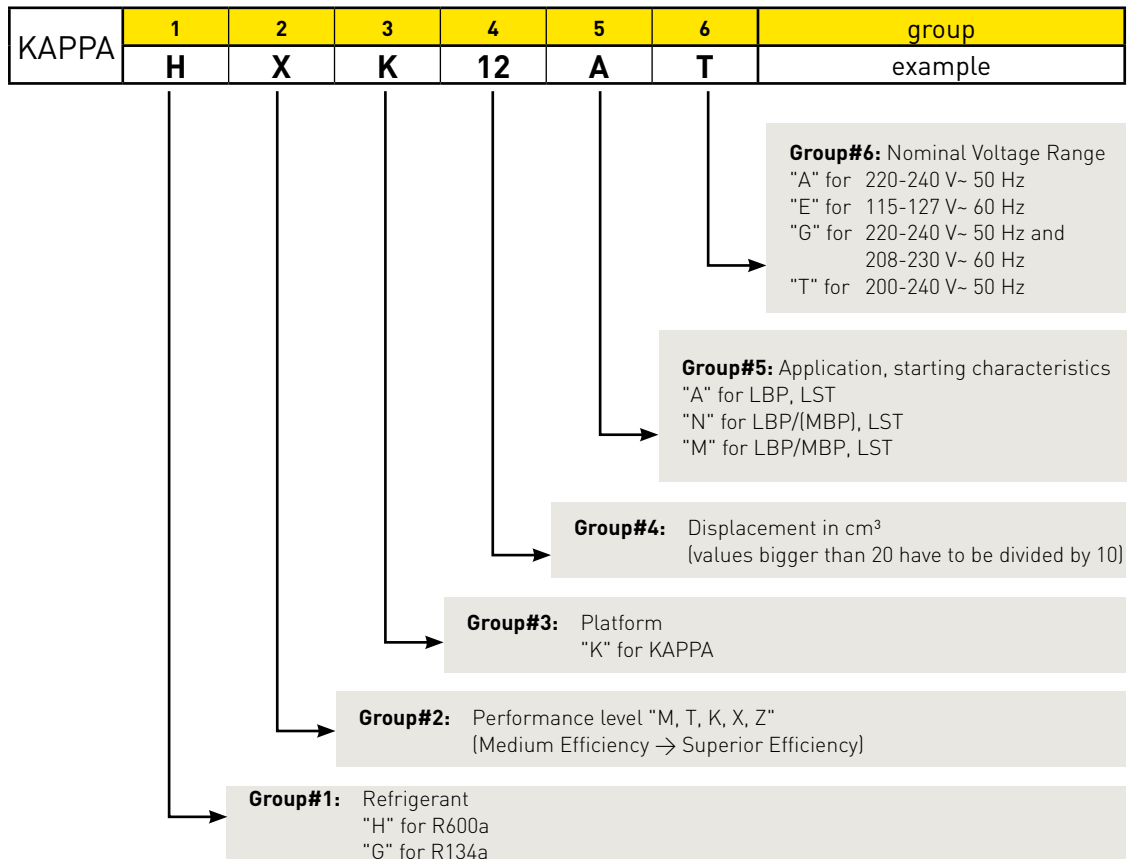 KAPPA 1 2 3 4 5 6 group
H X K 12 A T example
Group#6: Nominal Voltage Range
"A" for 220-240 V~ 50 Hz
"E" for 115-127 V~ 60 Hz
"G" for 220-240 V~ 50 Hz and
208-230 V~ 60 Hz
"T" for 200-240 V~ 50 Hz
Group#5: Application, starting characteristics
"A" for LBP, LST
"N" for LBP/(MBP), LST
"M" for LBP/MBP, LST
Group#4: Displacement in cm³
(values bigger than 20 have to be divided by 10)
Group#3: Platform
"K" for KAPPA
Group#2: Performance level "M, T, K, X, Z"
(Medium Efficiency → Superior Efficiency)
Group#1: Refrigerant
"H" for R600a
"G" for R134a